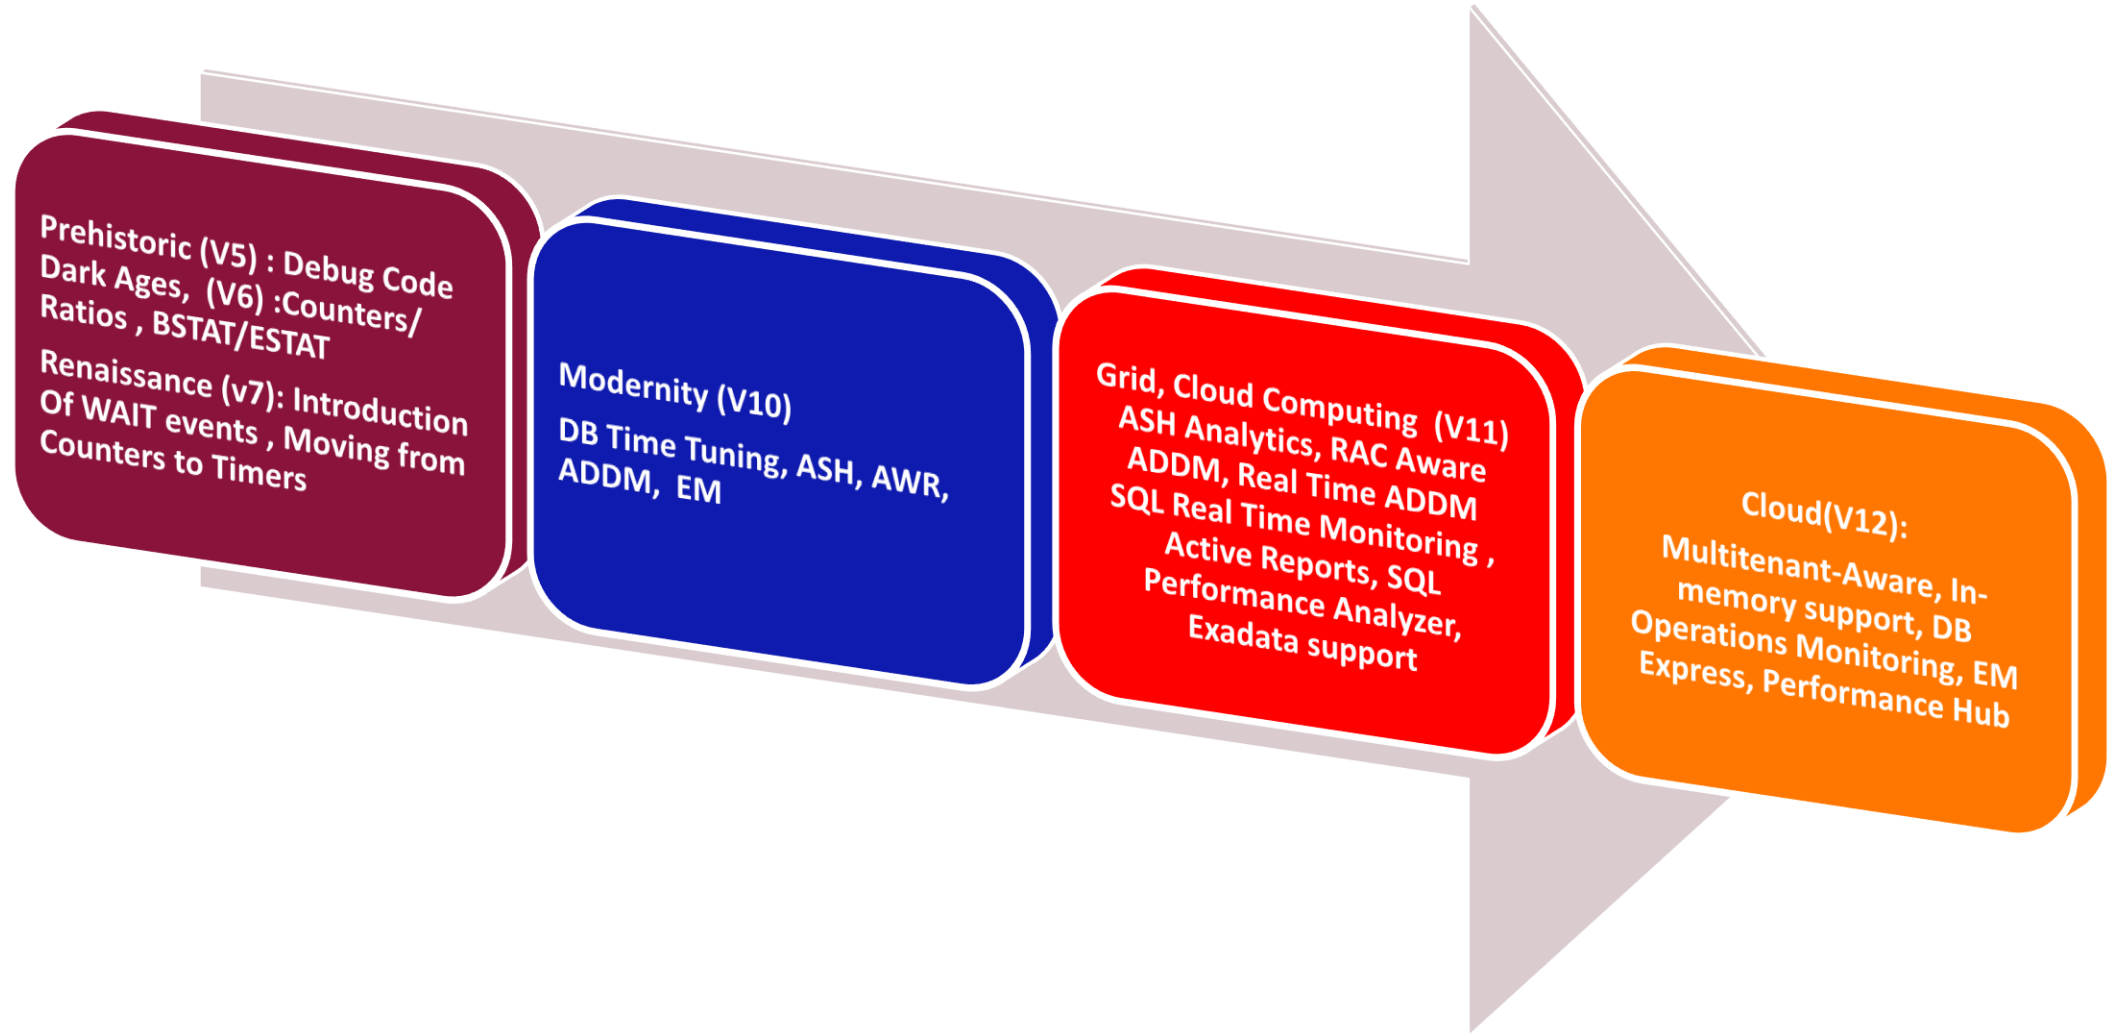 Prehistoric (V5) : Debug Code
Dark Ages,  (V6) :Counters/
Ratios , BSTAT/ESTAT
Renaissance (v7): Introduction
Of WAIT events , Moving from
Counters to Timers
Modernity (V10)
DB Time Tuning, ASH, AWR,
ADDM,  EM
Grid, Cloud Computing  (V11)
ASH Analytics, RAC Aware
ADDM, Real Time ADDM
SQL Real Time Monitoring ,
Active Reports, SQL
Performance Analyzer,
Exadata support
Cloud(V12):
Multitenant-Aware, In-
memory support, DB
Operations Monitoring, EM
Express, Performance Hub